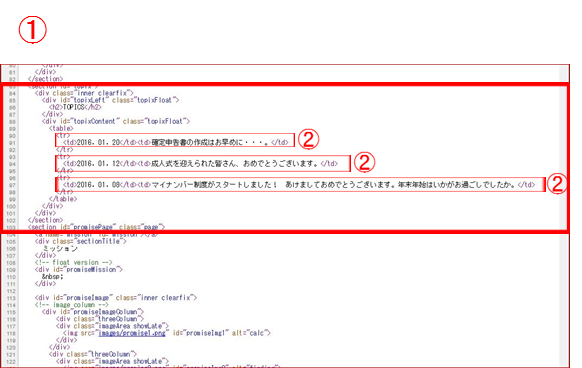 ①
80 </div>
81 </div>
82 </section>
83 <section id="topix">
84 <div class="inner clearfix">
85 <div id="topixLeft" class="topixFloat">
86 <h2>TOPICS</h2>
87 </div>
88 <div id="topixContent" class="topixFloat">
89 <table>
90 <tr>
91 <td>2016. 01. 20</td><td>確定申告書の作成はお早めに・・・。</td> ②
92 </tr>
93 <tr>
94 <td>2016. 01. 12</td><td>成人式を迎えられた皆さん、おめでとうございます。</td> ②
95 </tr>
96 <tr>
97 <td>2016. 01. 08</td><td>マイナンバー制度がスタートしました！　あけましておめでとうございます。年末年始はいかがお過ごしでしたか。</td> ②
98 </tr>
99 </table>
100 </div>
101 </div>
102 </section>
103 <section id="promisePage" class="page">
104 <a name="mission" id="mission"></a>
105 <div class="sectionTitle">
106 ミッション
107 </div>
108 <!-- float version -->
109 <div id="promiseMission">
110 &nbsp;
111 </div>
112
113 <div id="promiseImage" class="inner clearfix">
114 <!-- image column -->
115 <div id="promiseImageColumn">
116 <div class="threeColumn">
117 <div class="imageArea showLate">
118 <img src="images/promise1.png" id="promiseImg1" alt="calc">
119 </div>
120 </div>
121 <div class="threeColumn">
122 <div class="imageArea showLate">